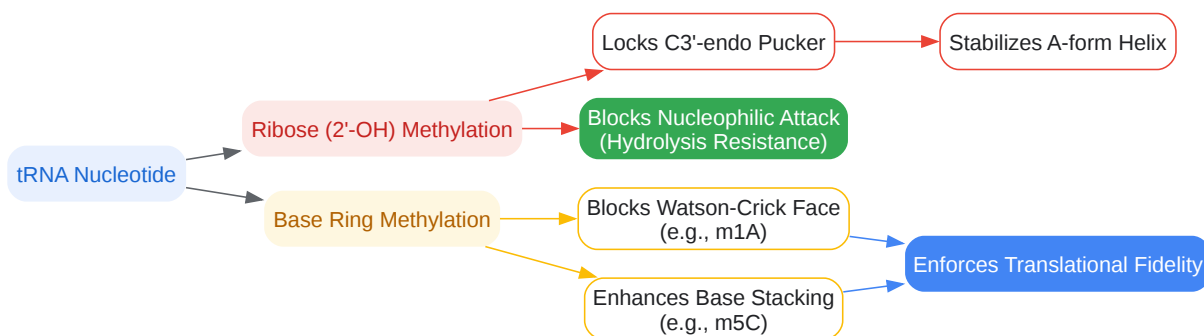 tRNA Nucleotide
Ribose (2'-OH) Methylation
Base Ring Methylation
Locks C3'-endo Pucker
Stabilizes A-form Helix
Blocks Nucleophilic Attack
(Hydrolysis Resistance)
Blocks Watson-Crick Face
(e.g., m1A)
Enhances Base Stacking
(e.g., m5C)
Enforces Translational Fidelity